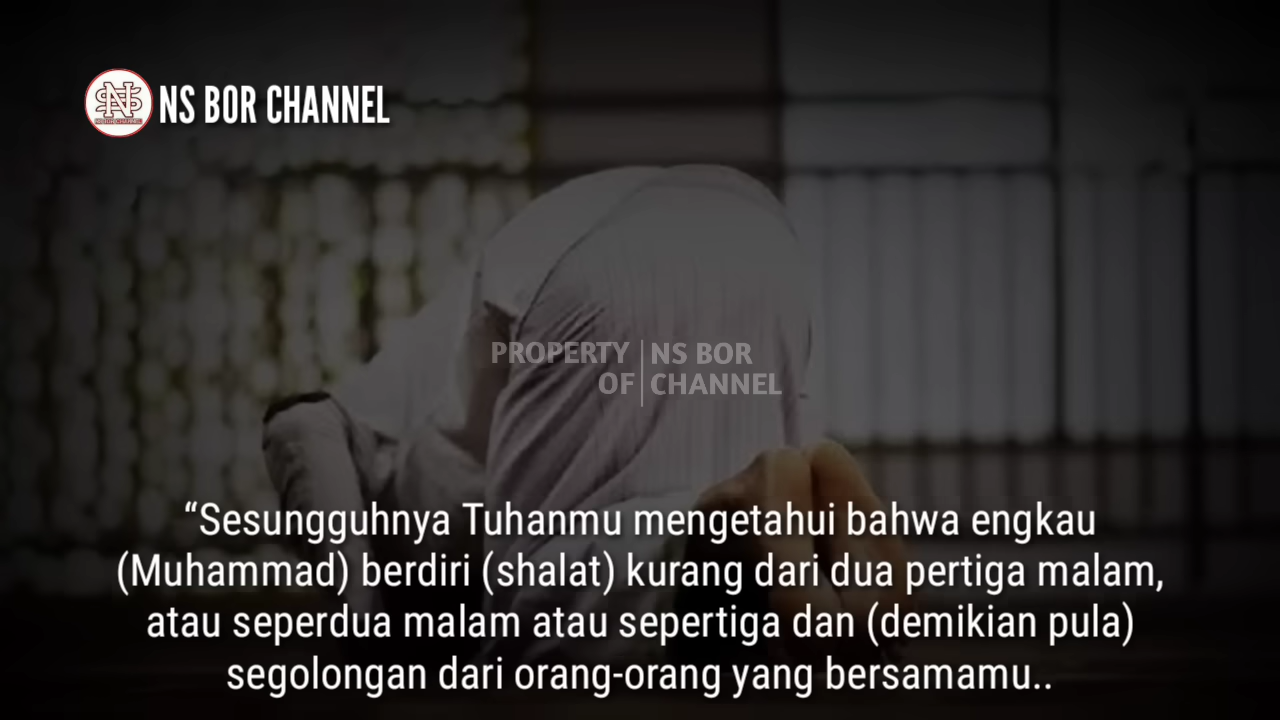 NS BOR CHANNEL
PROPERTY OF
NS BOR CHANNEL
“Sesungguhnya Tuhanmu mengetahui bahwa engkau
(Muhammad) berdiri (shalat) kurang dari dua pertiga malam,
atau seperdua malam atau sepertiga dan (demikian pula)
segolongan dari orang-orang yang bersamamu..